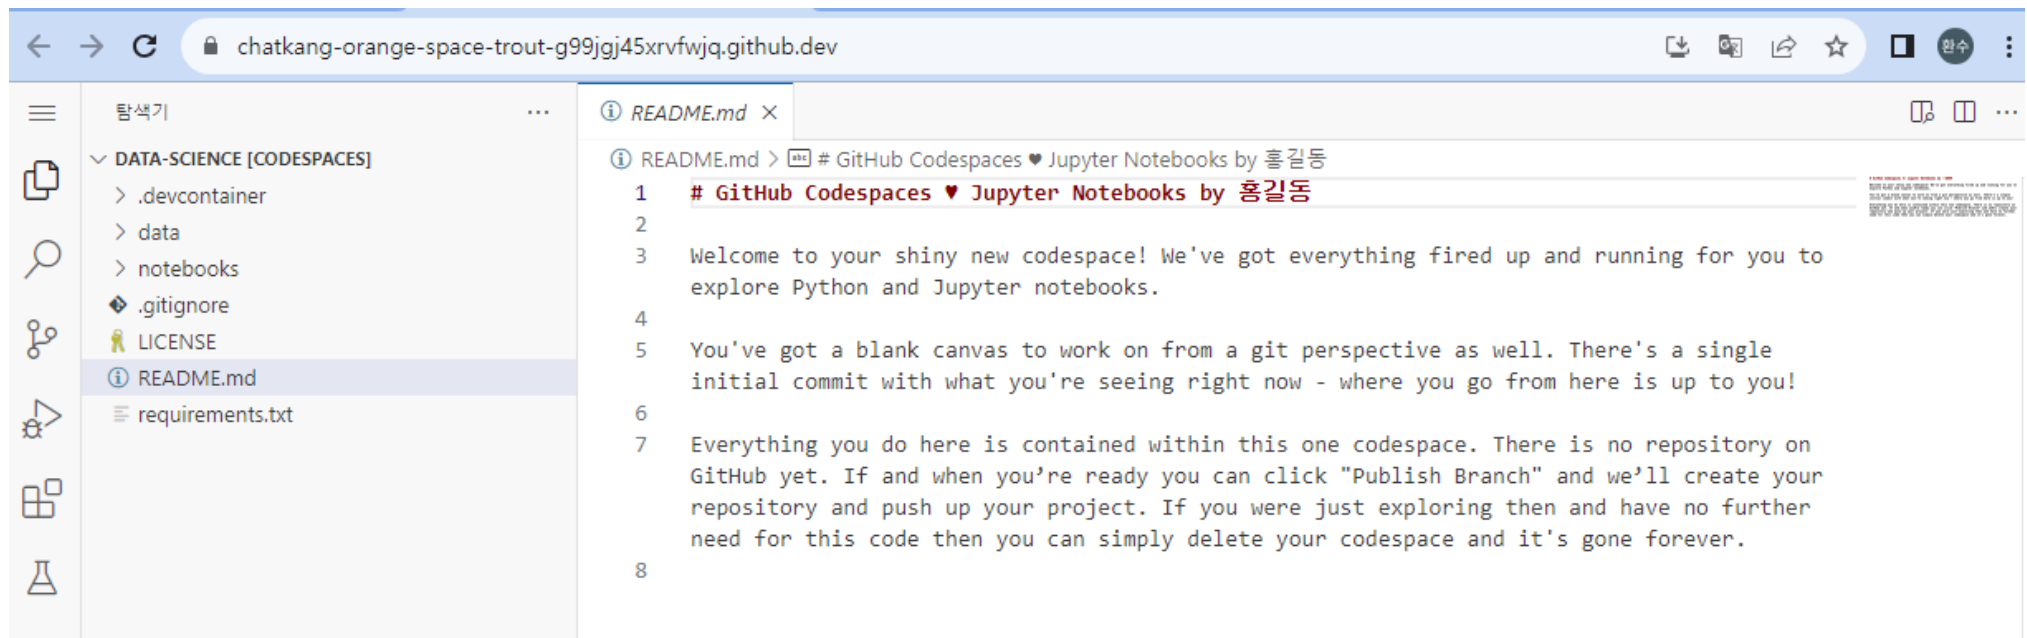 chatkang-orange-space-trout-g99jgj45xrvfwjq.github.dev
환수
탐색기
README.md
DATA-SCIENCE [CODESPACES]
README.md > # GitHub Codespaces ♥ Jupyter Notebooks by 홍길동
.devcontainer
data
notebooks
.gitignore
LICENSE
README.md
requirements.txt
1 # GitHub Codespaces ♥ Jupyter Notebooks by 홍길동
2
3 Welcome to your shiny new codespace! We've got everything fired up and running for you to
explore Python and Jupyter notebooks.
4
5 You've got a blank canvas to work on from a git perspective as well. There's a single
initial commit with what you're seeing right now - where you go from here is up to you!
6
7 Everything you do here is contained within this one codespace. There is no repository on
GitHub yet. If and when you’re ready you can click "Publish Branch" and we’ll create your
repository and push up your project. If you were just exploring then and have no further
need for this code then you can simply delete your codespace and it's gone forever.
8